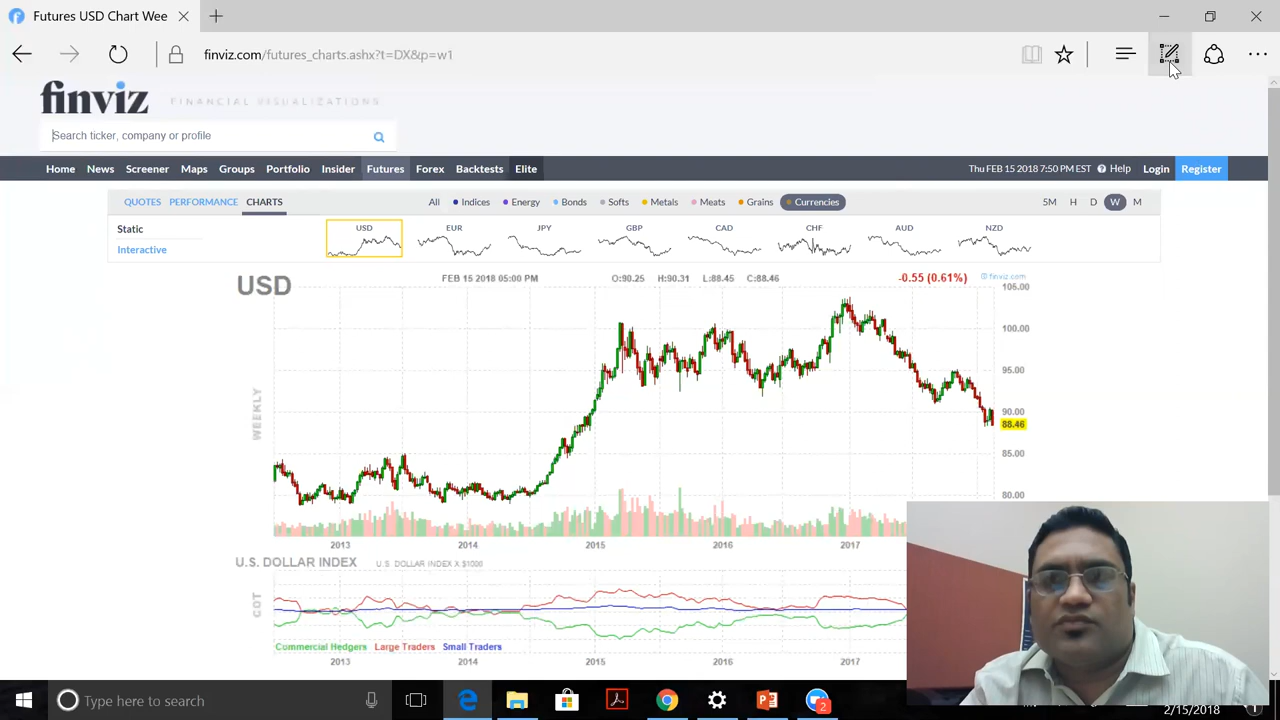 Futures USD Chart Wee
finviz.com/futures_charts.ashx?t=DX&p=w1
finviz FINANCIAL VISUALIZATIONS
Search ticker, company or profile
Home News Screener Maps Groups Portfolio Insider Futures Forex Backtests Elite Thu FEB 15 2018 7:50 PM EST Help Login Register
QUOTES PERFORMANCE CHARTS All Indices Energy Bonds Softs Metals Meats Grains Currencies 5M H D W M
Static
Interactive
USD EUR JPY GBP CAD CHF AUD NZD
USD FEB 15 2018 05:00 PM O:90.25 H:90.31 L:88.45 C:88.46 -0.55 (0.61%) © finviz.com
105.00
100.00
95.00
90.00
88.46
85.00
80.00
WEEKLY
2013 2014 2015 2016 2017
U.S. DOLLAR INDEX U.S. DOLLAR INDEX X $1000
COT
Commercial Hedgers Large Traders Small Traders
2013 2014 2015 2016 2017
Type here to search
2
2/15/2018
1